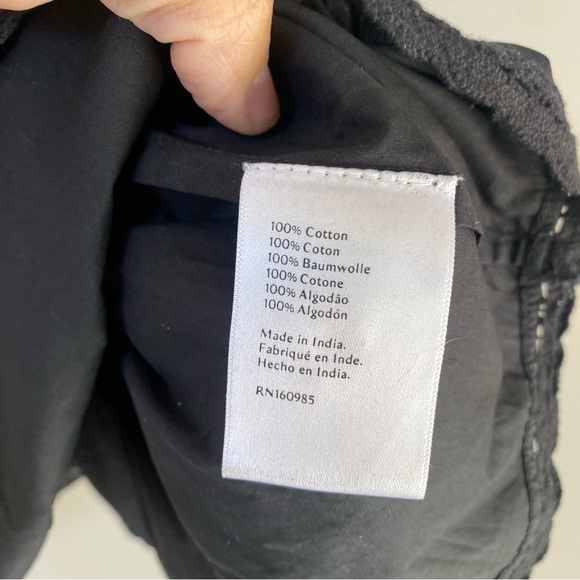 100% Cotton
100% Coton
100% Baumwolle
100% Cotone
100% Algodão
100% Algodón
Made in India.
Fabriqué en Inde.
Hecho en India.
RN160985